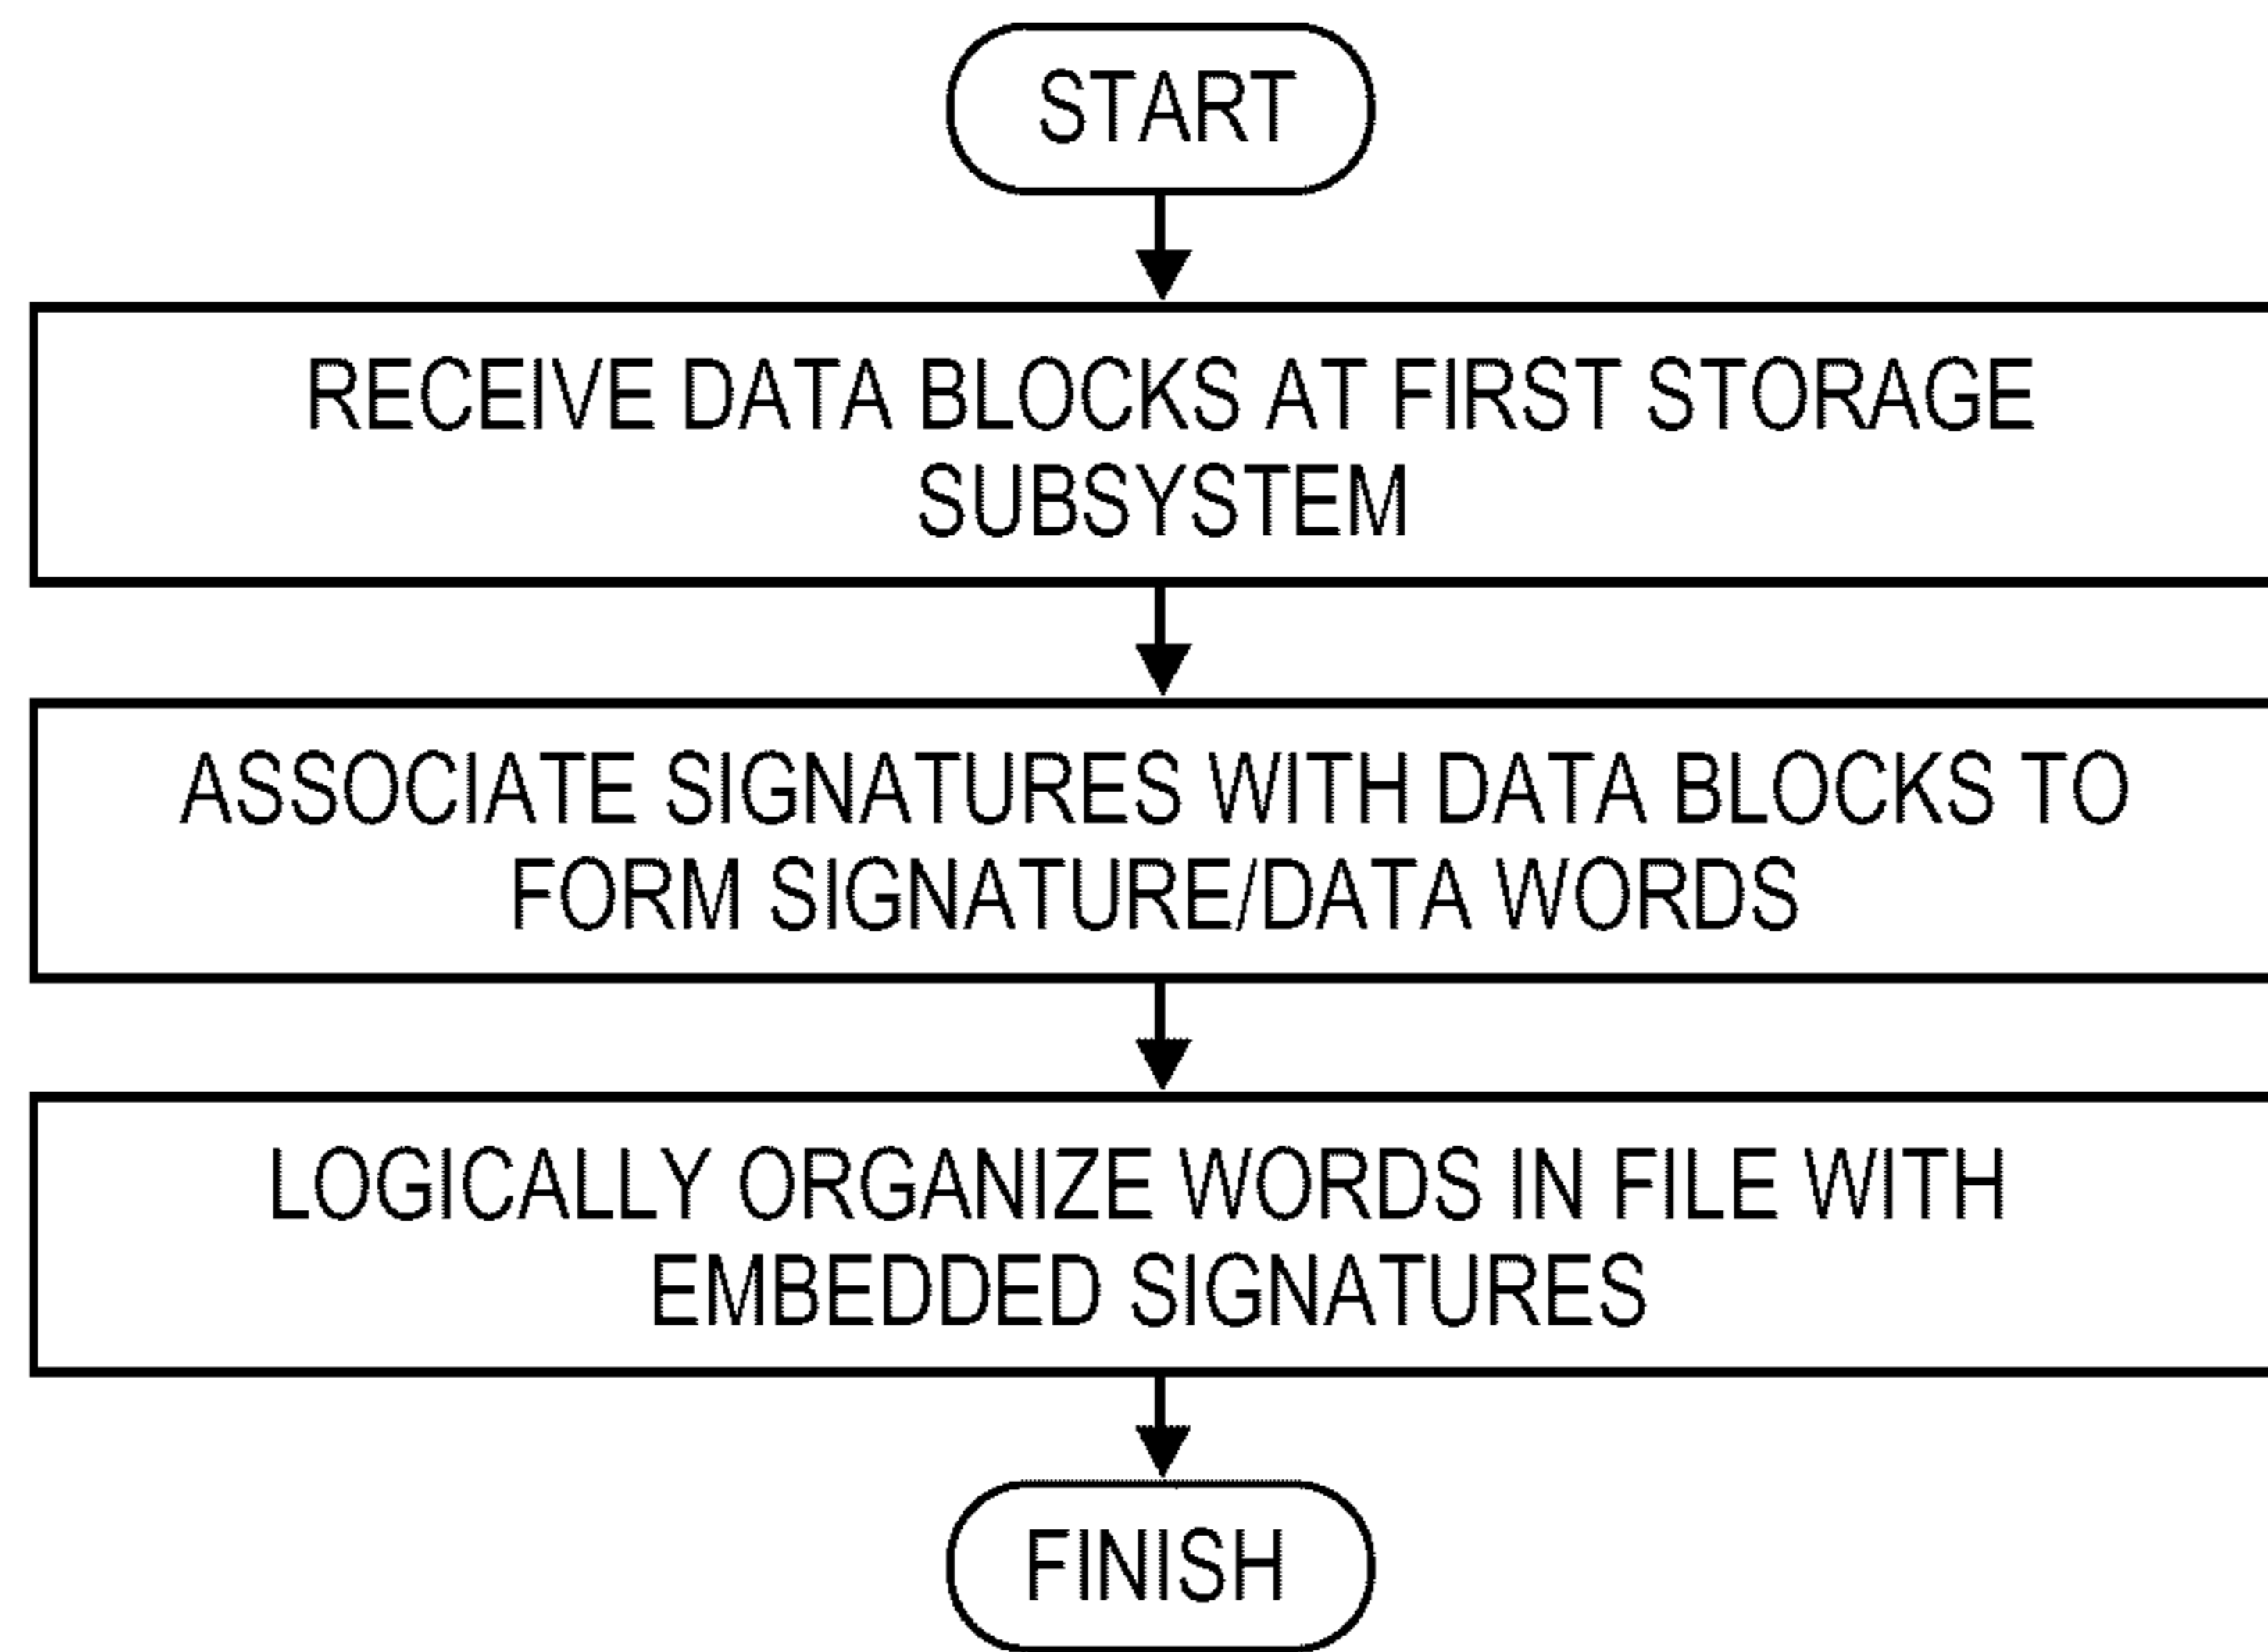 START
RECEIVE DATA BLOCKS AT FIRST STORAGE
SUBSYSTEM
ASSOCIATE SIGNATURES WITH DATA BLOCKS TO
FORM SIGNATURE/DATA WORDS
LOGICALLY ORGANIZE WORDS IN FILE WITH
EMBEDDED SIGNATURES
FINISH